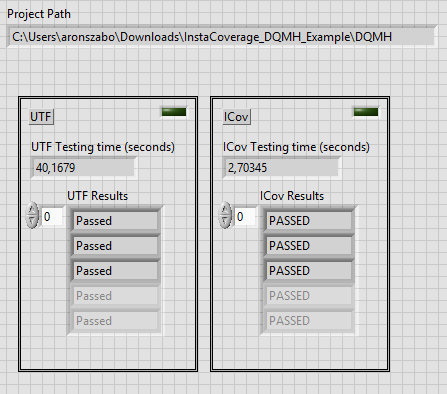 Project Path
C:\Users\aronszabo\Downloads\InstaCoverage_DQMH_Example\DQMH
UTF
UTF Testing time (seconds)
40,1679
UTF Results
0
Passed
Passed
Passed
Passed
Passed
ICov
ICov Testing time (seconds)
2,70345
ICov Results
0
PASSED
PASSED
PASSED
PASSED
PASSED